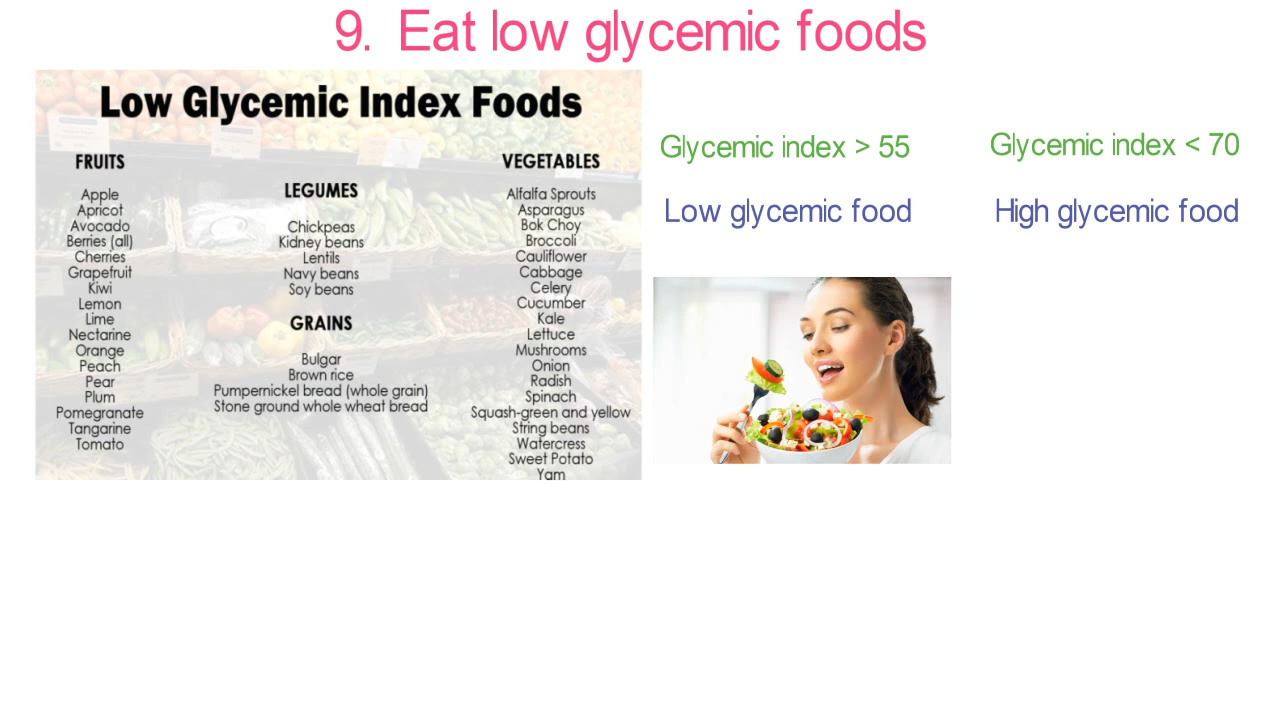 9. Eat low glycemic foods
Low Glycemic Index Foods
FRUITS
Apple
Apricot
Avocado
Berries (all)
Cherries
Grapefruit
Kiwi
Lemon
Lime
Nectarine
Orange
Peach
Pear
Plum
Pomegranate
Tangarine
Tomato
LEGUMES
Chickpeas
Kidney beans
Lentils
Navy beans
Soy beans
GRAINS
Bulgar
Brown rice
Pumpernickel bread (whole grain)
Stone ground whole wheat bread
VEGETABLES
Alfalfa Sprouts
Asparagus
Bok Choy
Broccoli
Cauliflower
Cabbage
Celery
Cucumber
Kale
Lettuce
Mushrooms
Onion
Radish
Spinach
Squash-green and yellow
String beans
Watercress
Sweet Potato
Yam
Glycemic index > 55
Low glycemic food
Glycemic index < 70
High glycemic food